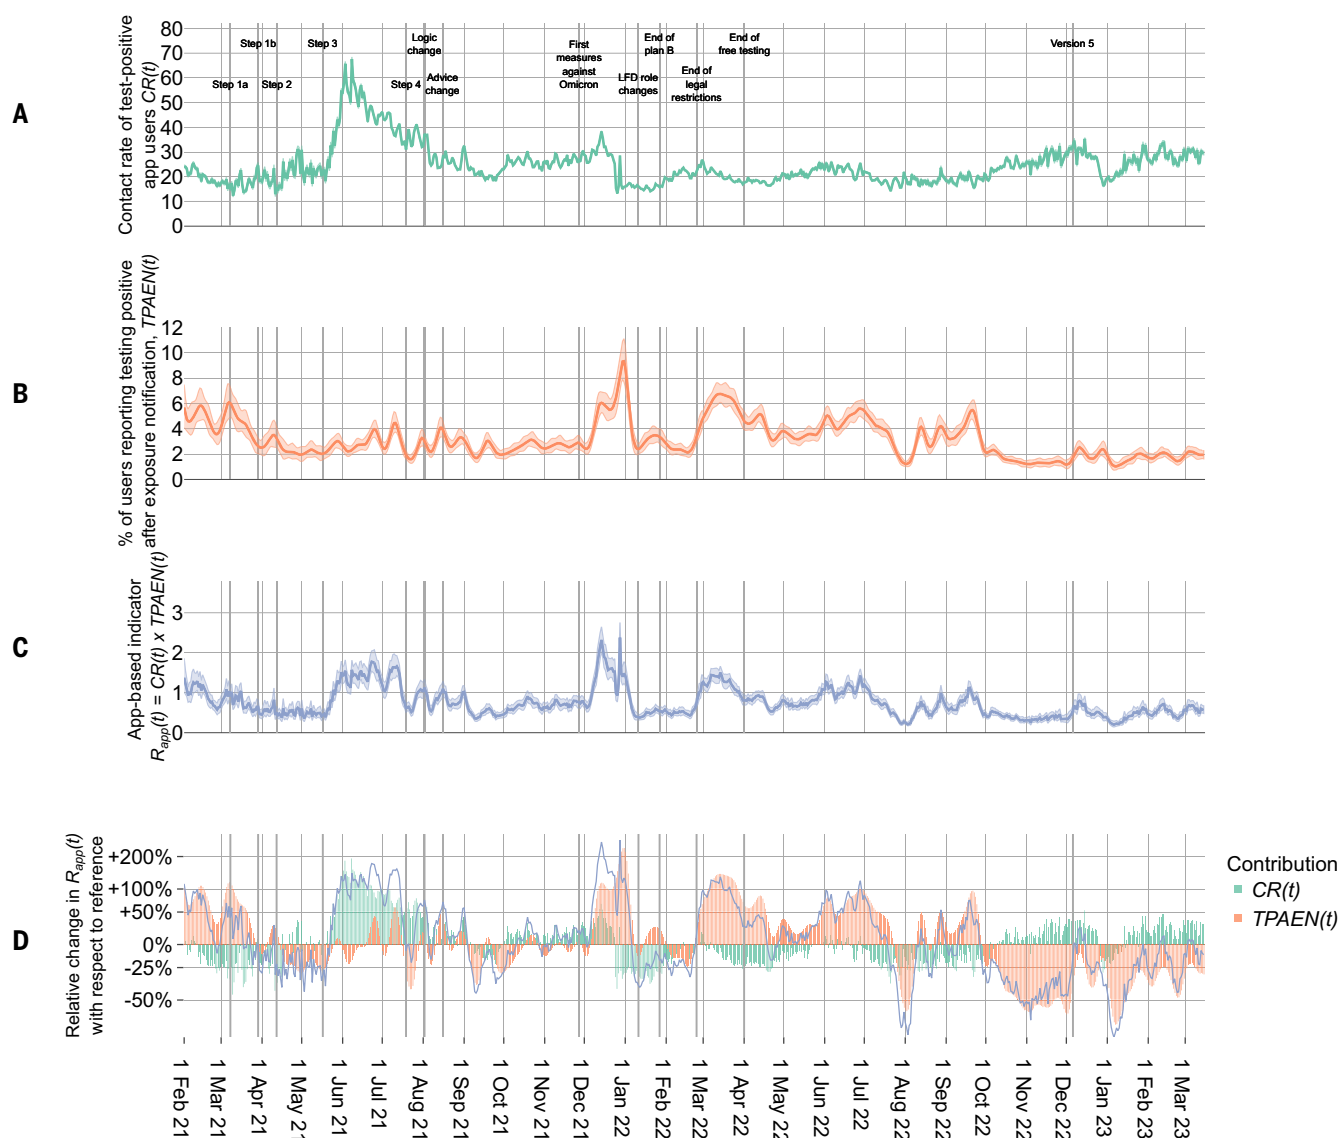 A
Contact rate of test-positive
app users CR(t)
80
70
60
50
40
30
20
10
0
Step 1a
Step 1b
Step 2
Step 3
Step 4
Logic
change
Advice
change
First
measures
against
Omicron
LFD role
changes
End of
plan B
End of
legal
restrictions
End of
free testing
Version 5
B
% of users reporting testing positive
after exposure notification, TPAEN(t)
12
10
8
6
4
2
0
C
App-based indicator
Rapp(t) = CR(t) x TPAEN(t)
3
2
1
0
D
Relative change in Rapp(t)
with respect to reference
+200%
+100%
+50%
0%
-25%
-50%
1 Feb 21
1 Mar 21
1 Apr 21
1 May 21
1 Jun 21
1 Jul 21
1 Aug 21
1 Sep 21
1 Oct 21
1 Nov 21
1 Dec 21
1 Jan 22
1 Feb 22
1 Mar 22
1 Apr 22
1 May 22
1 Jun 22
1 Jul 22
1 Aug 22
1 Sep 22
1 Oct 22
1 Nov 22
1 Dec 22
1 Jan 23
1 Feb 23
1 Mar 23
Contribution
CR(t)
TPAEN(t)